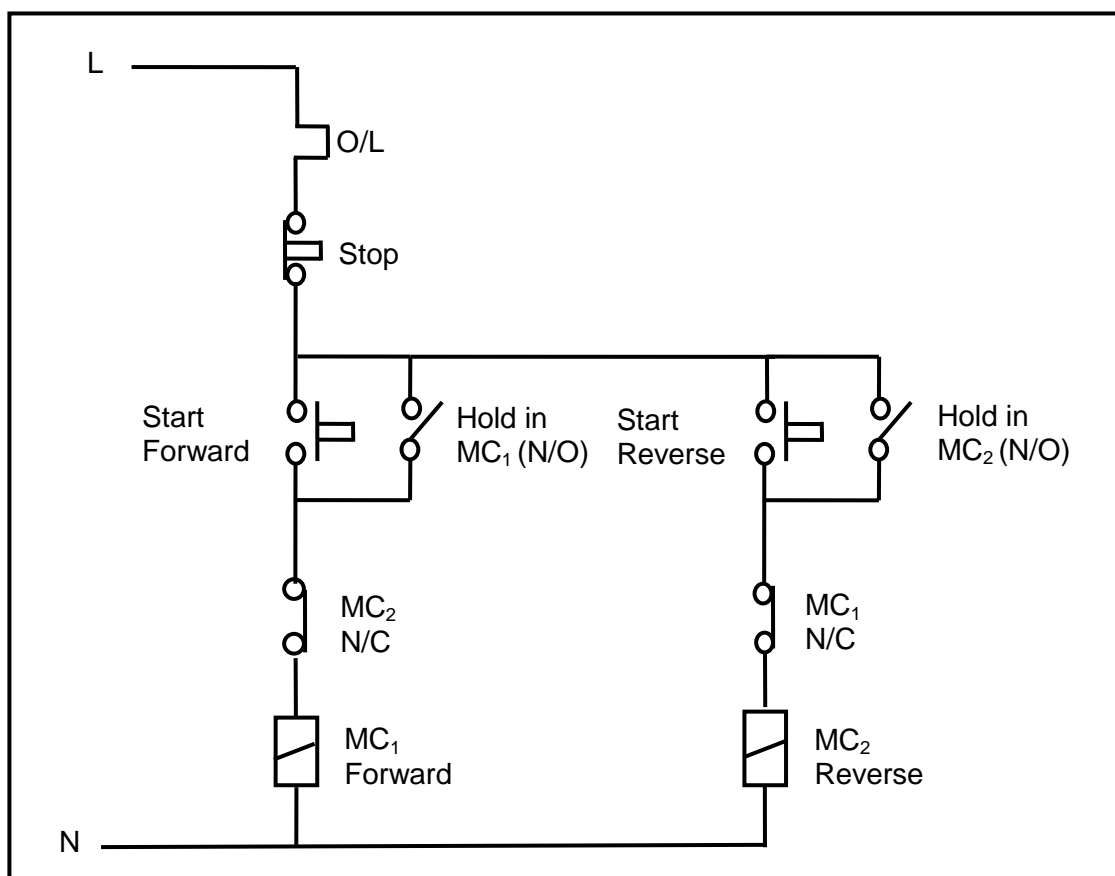 L
O/L
Stop
Start
Forward
Hold in
MC₁ (N/O)
Start
Reverse
Hold in
MC₂ (N/O)
MC₂
N/C
MC₁
N/C
MC₁
Forward
MC₂
Reverse
N